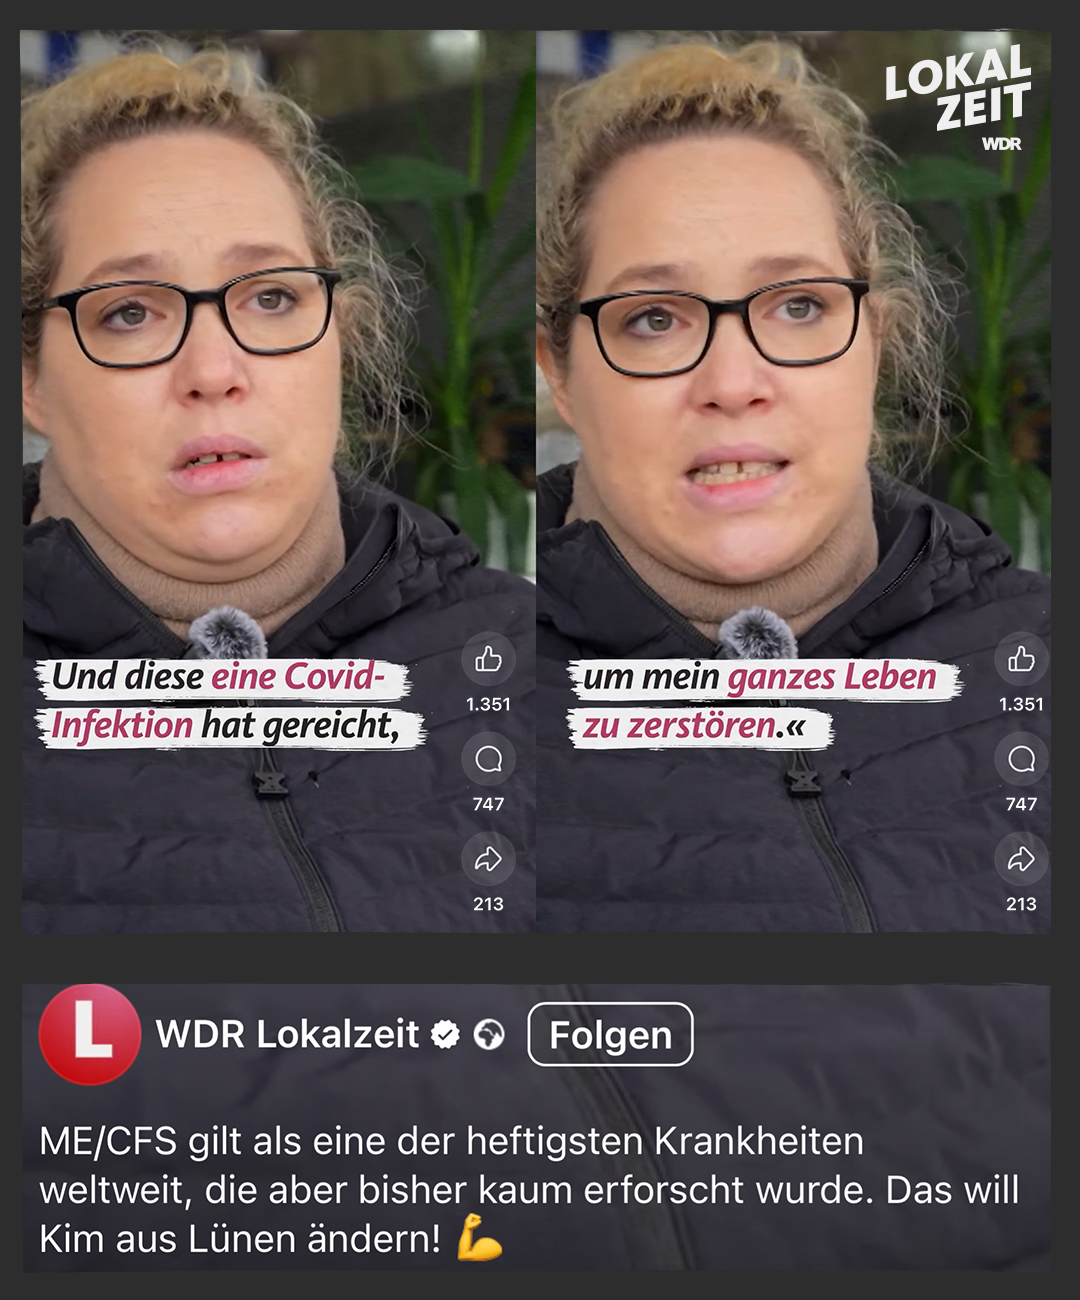 LOKAL
ZEIT
WDR
Und diese eine Covid-
Infektion hat gereicht,
1.351
747
213
um mein ganzes Leben
zu zerstören.«
1.351
747
213
L
WDR Lokalzeit
Folgen
ME/CFS gilt als eine der heftigsten Krankheiten
weltweit, die aber bisher kaum erforscht wurde. Das will
Kim aus Lünen ändern! 💪